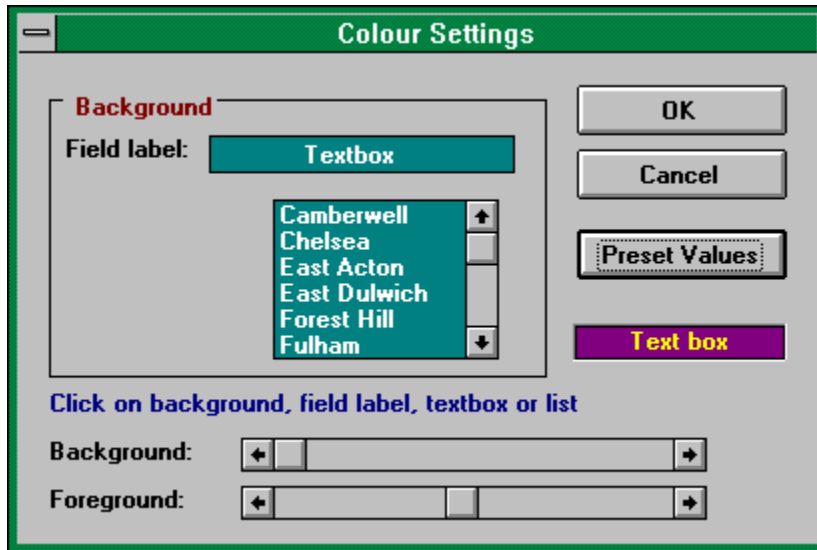 Colour Settings
Background
Field label:
Textbox
Camberwell
Chelsea
East Acton
East Dulwich
Forest Hill
Fulham
OK
Cancel
Preset Values
Text box
Click on background, field label, textbox or list
Background:
Foreground: